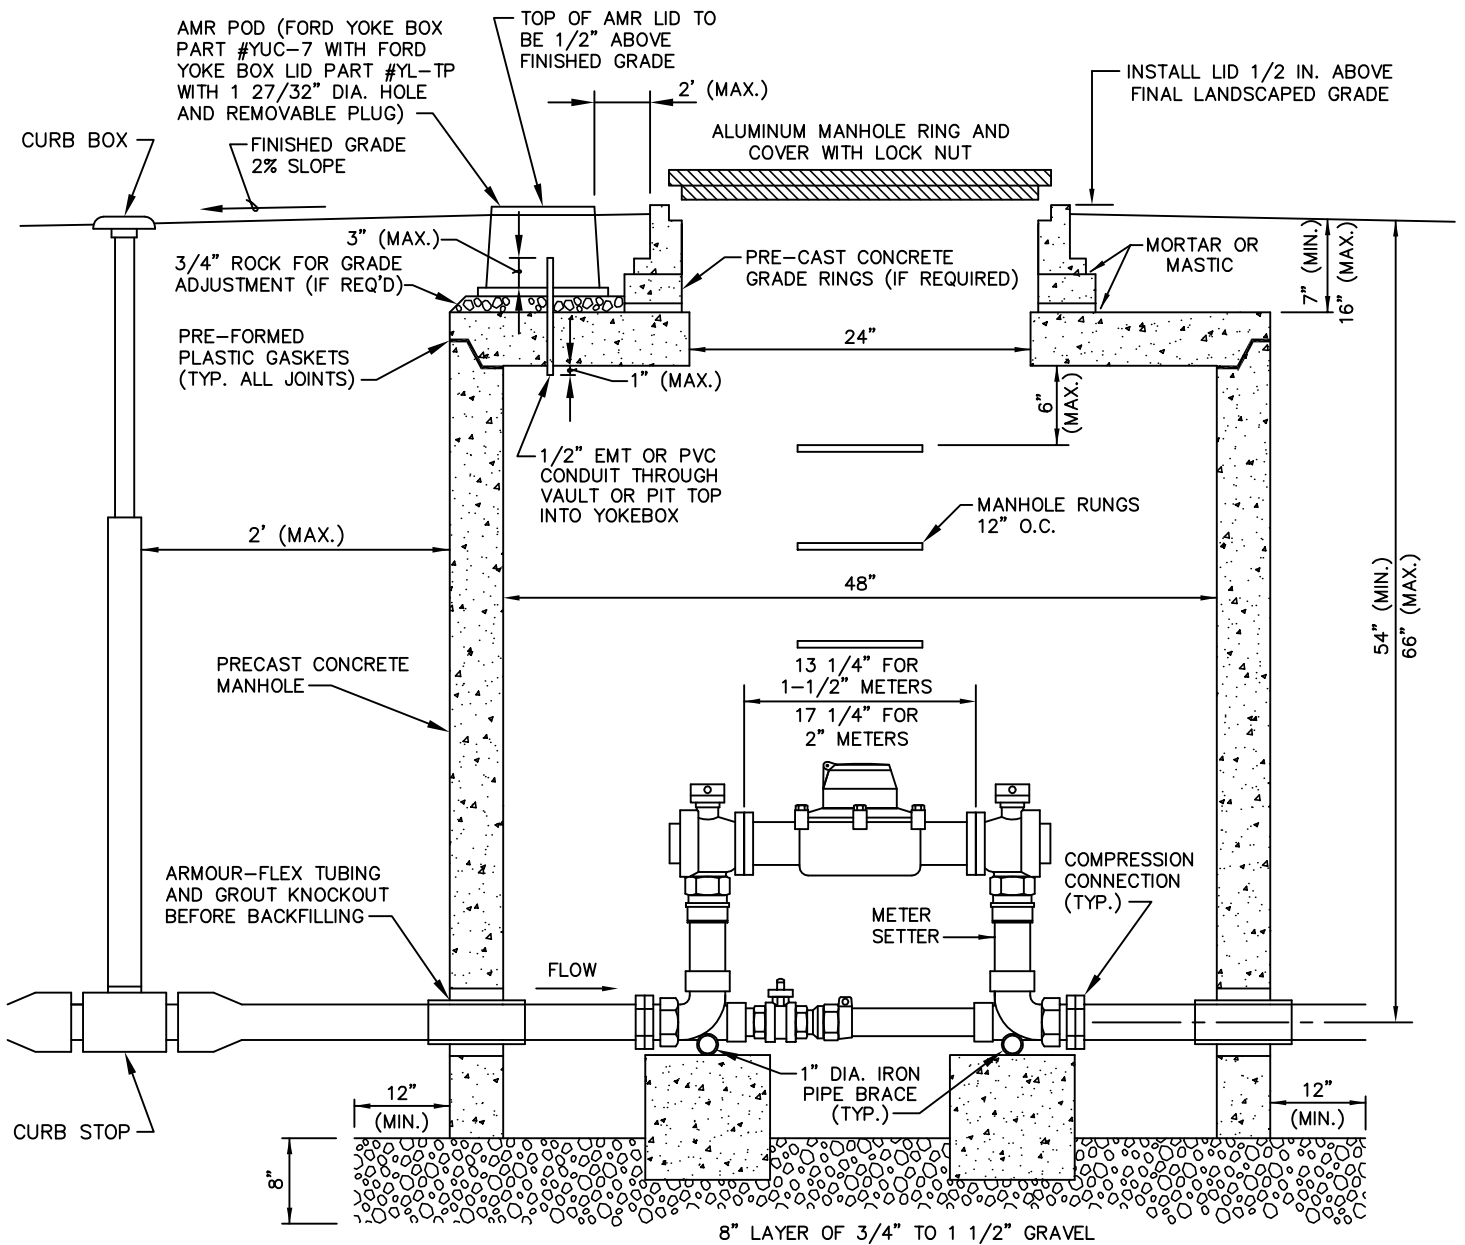 AMR POD (FORD YOKE BOX
PART #YUC-7 WITH FORD
YOKE BOX LID PART #YL-TP
WITH 1 27/32" DIA. HOLE
AND REMOVABLE PLUG)
TOP OF AMR LID TO
BE 1/2" ABOVE
FINISHED GRADE
2' (MAX.)
INSTALL LID 1/2 IN. ABOVE
FINAL LANDSCAPED GRADE
CURB BOX
FINISHED GRADE
2% SLOPE
ALUMINUM MANHOLE RING AND
COVER WITH LOCK NUT
3" (MAX.)
3/4" ROCK FOR GRADE
ADJUSTMENT (IF REQ'D)
PRE-CAST CONCRETE
GRADE RINGS (IF REQUIRED)
MORTAR OR
MASTIC
7" (MIN.)
16" (MAX.)
PRE-FORMED
PLASTIC GASKETS
(TYP. ALL JOINTS)
24"
1" (MAX.)
6"
(MAX.)
1/2" EMT OR PVC
CONDUIT THROUGH
VAULT OR PIT TOP
INTO YOKEBOX
MANHOLE RUNGS
12" O.C.
2' (MAX.)
48"
54" (MIN.)
66" (MAX.)
PRECAST CONCRETE
MANHOLE
13 1/4" FOR
1-1/2" METERS
17 1/4" FOR
2" METERS
ARMOUR-FLEX TUBING
AND GROUT KNOCKOUT
BEFORE BACKFILLING
COMPRESSION
CONNECTION
(TYP.)
METER
SETTER
FLOW
1" DIA. IRON
PIPE BRACE
(TYP.)
12"
(MIN.)
12"
(MIN.)
CURB STOP
8"
8" LAYER OF 3/4" TO 1 1/2" GRAVEL